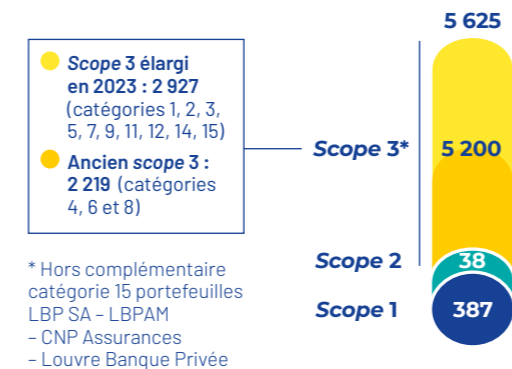 5 625
Scope 3 élargi
en 2023 : 2 927
(catégories 1, 2, 3,
5, 7, 9, 11, 12, 14, 15)
Ancien scope 3 :
2 219 (catégories
4, 6 et 8)
Scope 3*
5 200
Scope 2
38
Scope 1
387
* Hors complémentaire
catégorie 15 portefeuilles
LBP SA – LBPAM
– CNP Assurances
– Louvre Banque Privée